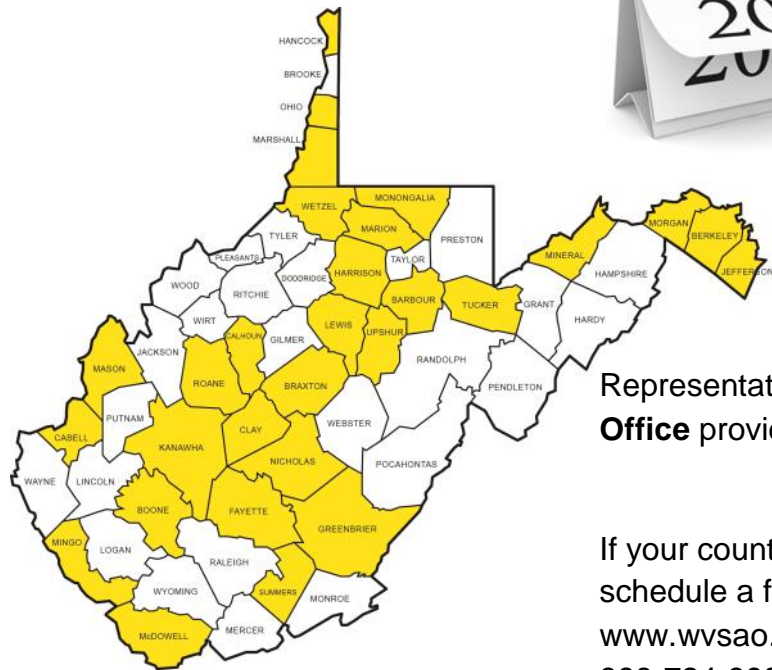 HANCOCK
BROOKE
OHIO
MARSHALL
WETZEL
MONONGALIA
MARION
PRESTON
TYLER
PLEASANTS
DODDRIDGE
HARRISON
TAYLOR
MINERAL
MORGAN
BERKELEY
JEFFERSON
HAMPSHIRE
WOOD
RITCHIE
BARBOUR
TUCKER
GRANT
HARDY
WIRT
CALHOUN
GILMER
LEWIS
UPSHUR
RANDOLPH
PENDLETON
MASON
JACKSON
ROANE
BRAXTON
PUTNAM
WEBSTER
CABELL
KANAWHA
CLAY
NICHOLAS
POCAHONTAS
WAYNE
LINCOLN
BOONE
FAYETTE
GREENBRIER
MINGO
LOGAN
RALEIGH
WYOMING
SUMMERS
MONROE
McDOWELL
MERCER
20
20
Representat
Office provi
If your count
schedule a f
www.wvsao.